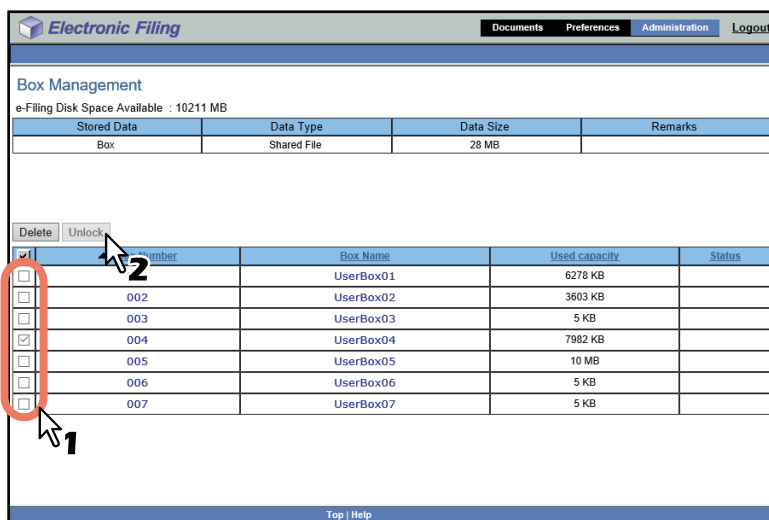 Electronic Filing
Documents Preferences Administration Logout
Box Management
e-Filing Disk Space Available : 10211 MB
Stored Data Data Type Data Size Remarks
Box Shared File 28 MB
Delete Unlock
2
Number Box Name Used capacity Status
UserBox01 6278 KB
002 UserBox02 3603 KB
003 UserBox03 5 KB
004 UserBox04 7982 KB
005 UserBox05 10 MB
006 UserBox06 5 KB
007 UserBox07 5 KB
1
Top | Help